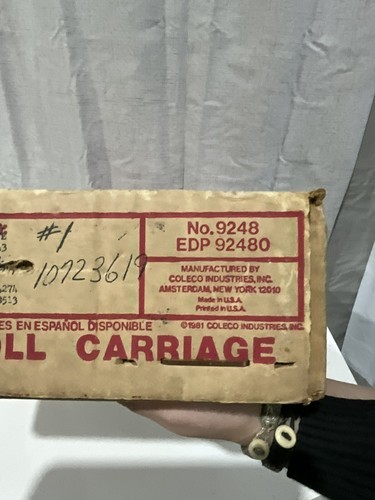 #1
10723619
No.9248
EDP 92480
MANUFACTURED BY
COLECO INDUSTRIES, INC.
AMSTERDAM, NEW YORK 12010
Made in U.S.A.
Printed in U.S.A.
ES EN ESPAÑOL DISPONIBLE
©1981 COLECO INDUSTRIES, INC.
OLL CARRIAGE